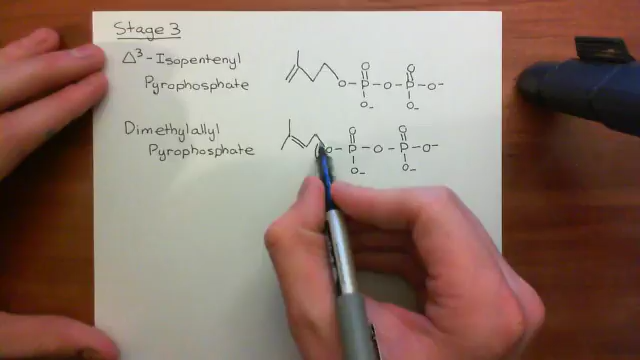 Stage 3
Δ³-Isopentenyl
Pyrophosphate
O O
O - P - O - P - O-
O- O-
Dimethylallyl
Pyrophosphate
O O
O - P - O - P - O-
O- O-